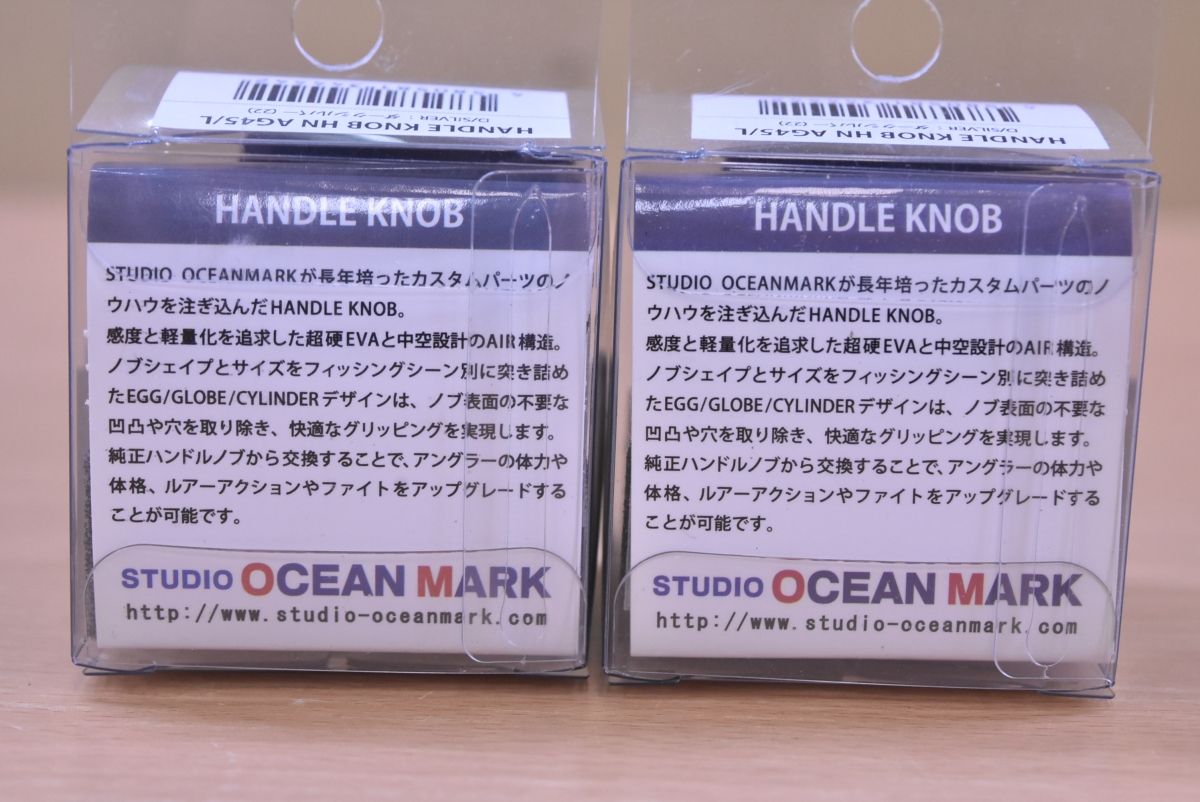 HANDLE KNOB HN AG45/L
D/SILVER:ダークシルバー(22)
HANDLE KNOB
STUDIO OCEANMARKが長年培ったカスタムパーツのノ
ウハウを注ぎ込んだHANDLE KNOB。
感度と軽量化を追求した超硬EVAと中空設計のAIR構造。
ノブシェイプとサイズをフィッシングシーン別に突き詰め
たEGG/GLOBE/CYLINDERデザインは、ノブ表面の不要な
凹凸や穴を取り除き、快適なグリッピングを実現します。
純正ハンドルノブから交換することで、アングラーの体力や
体格、ルアーアクションやファイトをアップグレードする
ことが可能です。
STUDIO OCEAN MARK
http://www.studio-oceanmark.com
HANDLE KNOB HN AG45/L
D/SILVER:ダークシルバー(22)
HANDLE KNOB
STUDIO OCEANMARKが長年培ったカスタムパーツのノ
ウハウを注ぎ込んだHANDLE KNOB。
感度と軽量化を追求した超硬EVAと中空設計のAIR構造。
ノブシェイプとサイズをフィッシングシーン別に突き詰め
たEGG/GLOBE/CYLINDERデザインは、ノブ表面の不要な
凹凸や穴を取り除き、快適なグリッピングを実現します。
純正ハンドルノブから交換することで、アングラーの体力や
体格、ルアーアクションやファイトをアップグレードする
ことが可能です。
STUDIO OCEAN MARK
http://www.studio-oceanmark.com